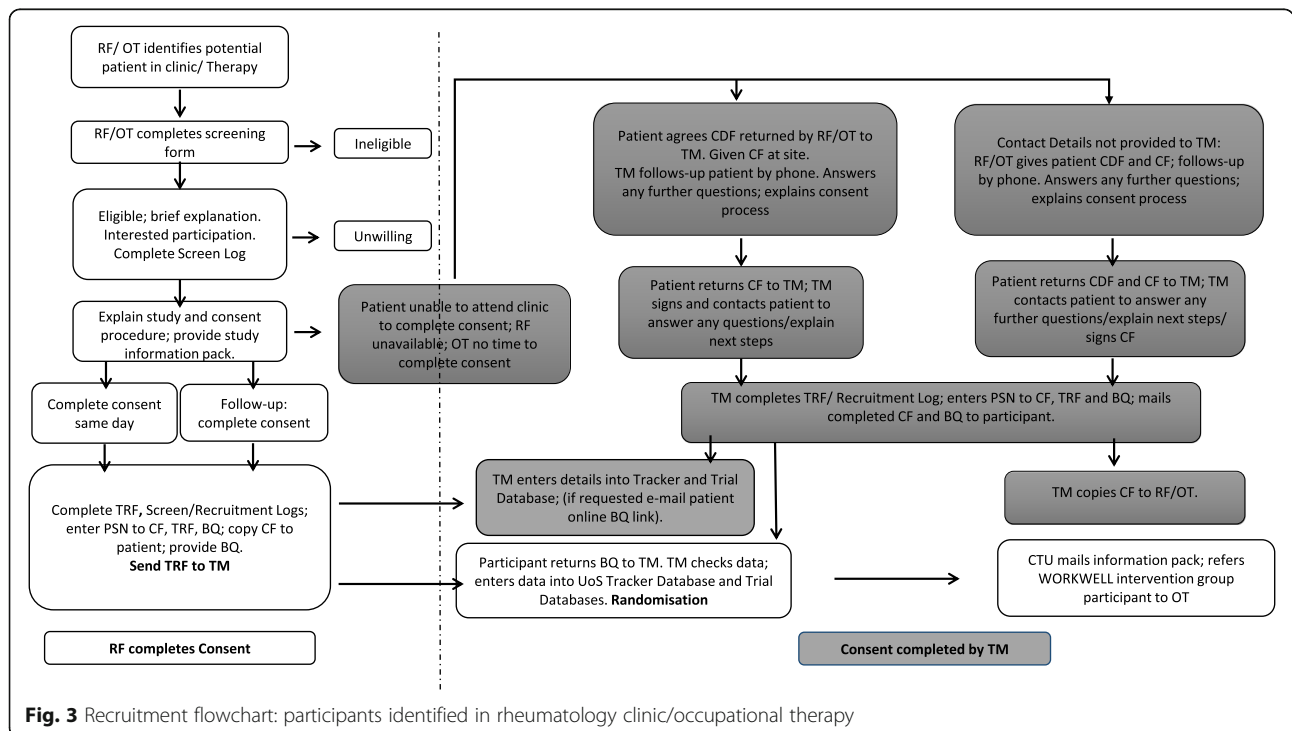 RF/ OT identifies potential
patient in clinic/ Therapy
RF/OT completes screening
form
Ineligible
Eligible; brief explanation.
Interested participation.
Complete Screen Log
Unwilling
Explain study and consent
procedure; provide study
information pack.
Patient unable to attend clinic
to complete consent; RF
unavailable; OT no time to
complete consent
Complete consent
same day
Follow-up:
complete consent
Complete TRF, Screen/Recruitment Logs;
enter PSN to CF, TRF, BQ; copy CF to
patient; provide BQ.
Send TRF to TM
RF completes Consent
Patient agrees CDF returned by RF/OT to
TM. Given CF at site.
TM follows-up patient by phone. Answers
any further questions; explains consent
process
Contact Details not provided to TM:
RF/OT gives patient CDF and CF; follows-up
by phone. Answers any further questions;
explains consent process
Patient returns CF to TM; TM
signs and contacts patient to
answer any questions/explain
next steps
Patient returns CDF and CF to TM; TM
contacts patient to answer any
further questions/explain next steps/
signs CF
TM completes TRF/ Recruitment Log; enters PSN to CF, TRF and BQ; mails
completed CF and BQ to participant.
TM enters details into Tracker and Trial
Database; (if requested e-mail patient
online BQ link).
TM copies CF to RF/OT.
Participant returns BQ to TM. TM checks data;
enters data into UoS Tracker Database and Trial
Databases. Randomisation
CTU mails information pack; refers
WORKWELL intervention group
participant to OT
Consent completed by TM
Fig. 3 Recruitment flowchart: participants identified in rheumatology clinic/occupational therapy